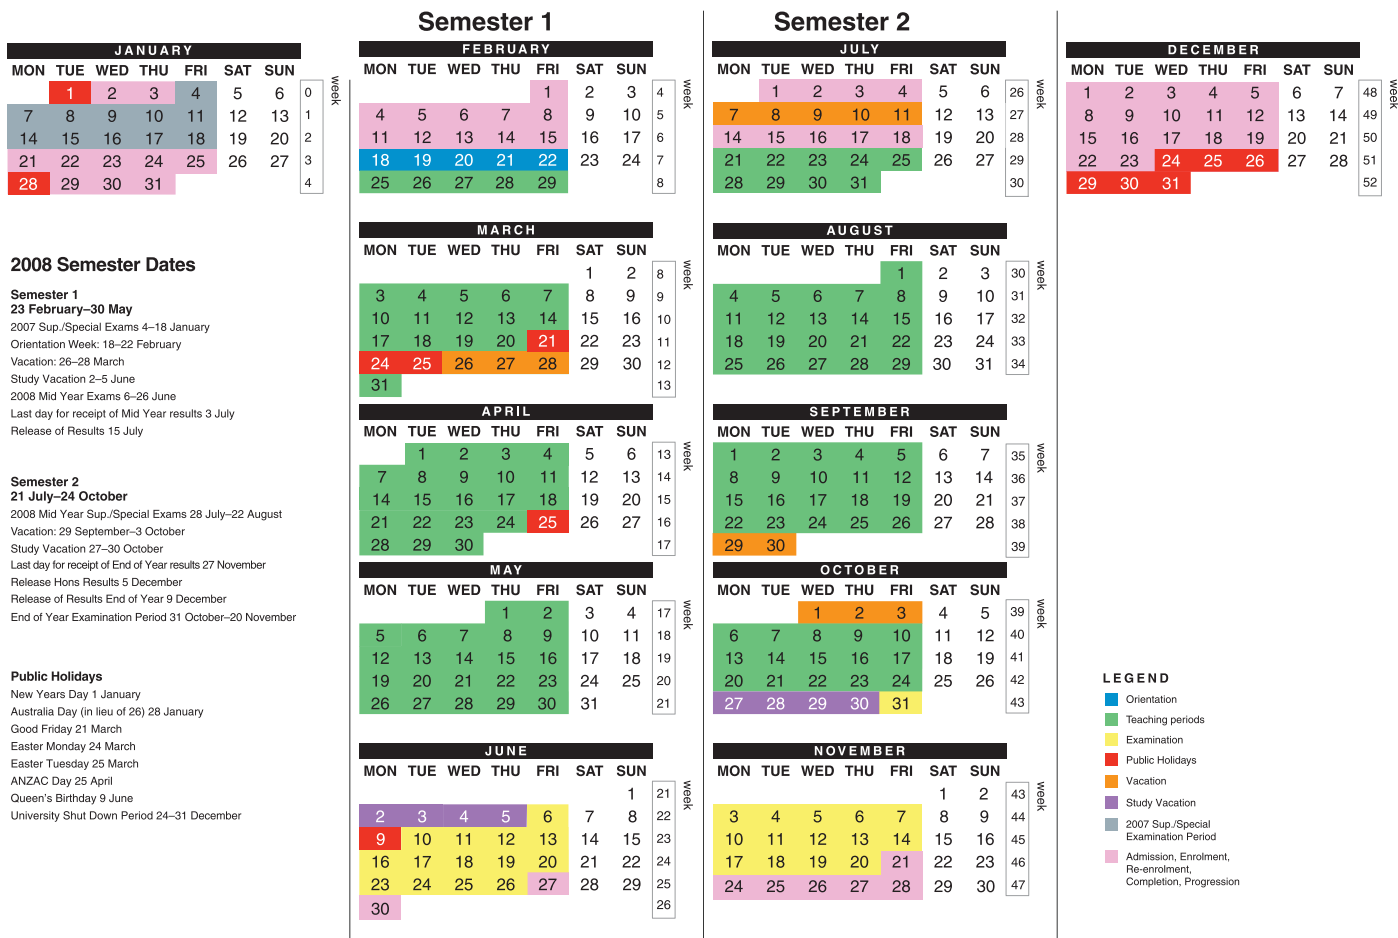 Semester 1
Semester 2
JANUARY
MON TUE WED THU FRI SAT SUN
week
1 2 3 4 5 6 0
7 8 9 10 11 12 13 1
14 15 16 17 18 19 20 2
21 22 23 24 25 26 27 3
28 29 30 31 4
2008 Semester Dates
Semester 1
23 February–30 May
2007 Sup./Special Exams 4–18 January
Orientation Week: 18–22 February
Vacation: 26–28 March
Study Vacation 2–5 June
2008 Mid Year Exams 6–26 June
Last day for receipt of Mid Year results 3 July
Release of Results 15 July
Semester 2
21 July–24 October
2008 Mid Year Sup./Special Exams 28 July–22 August
Vacation: 29 September–3 October
Study Vacation 27–30 October
Last day for receipt of End of Year results 27 November
Release Hons Results 5 December
Release of Results End of Year 9 December
End of Year Examination Period 31 October–20 November
Public Holidays
New Years Day 1 January
Australia Day (in lieu of 26) 28 January
Good Friday 21 March
Easter Monday 24 March
Easter Tuesday 25 March
ANZAC Day 25 April
Queen's Birthday 9 June
University Shut Down Period 24–31 December
FEBRUARY
MON TUE WED THU FRI SAT SUN
week
1 2 3 4
4 5 6 7 8 9 10 5
11 12 13 14 15 16 17 6
18 19 20 21 22 23 24 7
25 26 27 28 29 8
MARCH
MON TUE WED THU FRI SAT SUN
week
1 2 8
3 4 5 6 7 8 9 9
10 11 12 13 14 15 16 10
17 18 19 20 21 22 23 11
24 25 26 27 28 29 30 12
31 13
APRIL
MON TUE WED THU FRI SAT SUN
week
1 2 3 4 5 6 13
7 8 9 10 11 12 13 14
14 15 16 17 18 19 20 15
21 22 23 24 25 26 27 16
28 29 30 17
MAY
MON TUE WED THU FRI SAT SUN
week
1 2 3 4 17
5 6 7 8 9 10 11 18
12 13 14 15 16 17 18 19
19 20 21 22 23 24 25 20
26 27 28 29 30 31 21
JUNE
MON TUE WED THU FRI SAT SUN
week
1 21
2 3 4 5 6 7 8 22
9 10 11 12 13 14 15 23
16 17 18 19 20 21 22 24
23 24 25 26 27 28 29 25
30 26
JULY
MON TUE WED THU FRI SAT SUN
week
1 2 3 4 5 6 26
7 8 9 10 11 12 13 27
14 15 16 17 18 19 20 28
21 22 23 24 25 26 27 29
28 29 30 31 30
AUGUST
MON TUE WED THU FRI SAT SUN
week
1 2 3 30
4 5 6 7 8 9 10 31
11 12 13 14 15 16 17 32
18 19 20 21 22 23 24 33
25 26 27 28 29 30 31 34
SEPTEMBER
MON TUE WED THU FRI SAT SUN
week
1 2 3 4 5 6 7 35
8 9 10 11 12 13 14 36
15 16 17 18 19 20 21 37
22 23 24 25 26 27 28 38
29 30 39
OCTOBER
MON TUE WED THU FRI SAT SUN
week
1 2 3 4 5 39
6 7 8 9 10 11 12 40
13 14 15 16 17 18 19 41
20 21 22 23 24 25 26 42
27 28 29 30 31 43
NOVEMBER
MON TUE WED THU FRI SAT SUN
week
1 2 43
3 4 5 6 7 8 9 44
10 11 12 13 14 15 16 45
17 18 19 20 21 22 23 46
24 25 26 27 28 29 30 47
DECEMBER
MON TUE WED THU FRI SAT SUN
week
1 2 3 4 5 6 7 48
8 9 10 11 12 13 14 49
15 16 17 18 19 20 21 50
22 23 24 25 26 27 28 51
29 30 31 52
LEGEND
Orientation
Teaching periods
Examination
Public Holidays
Vacation
Study Vacation
2007 Sup./Special
Examination Period
Admission, Enrolment,
Re-enrolment,
Completion, Progression